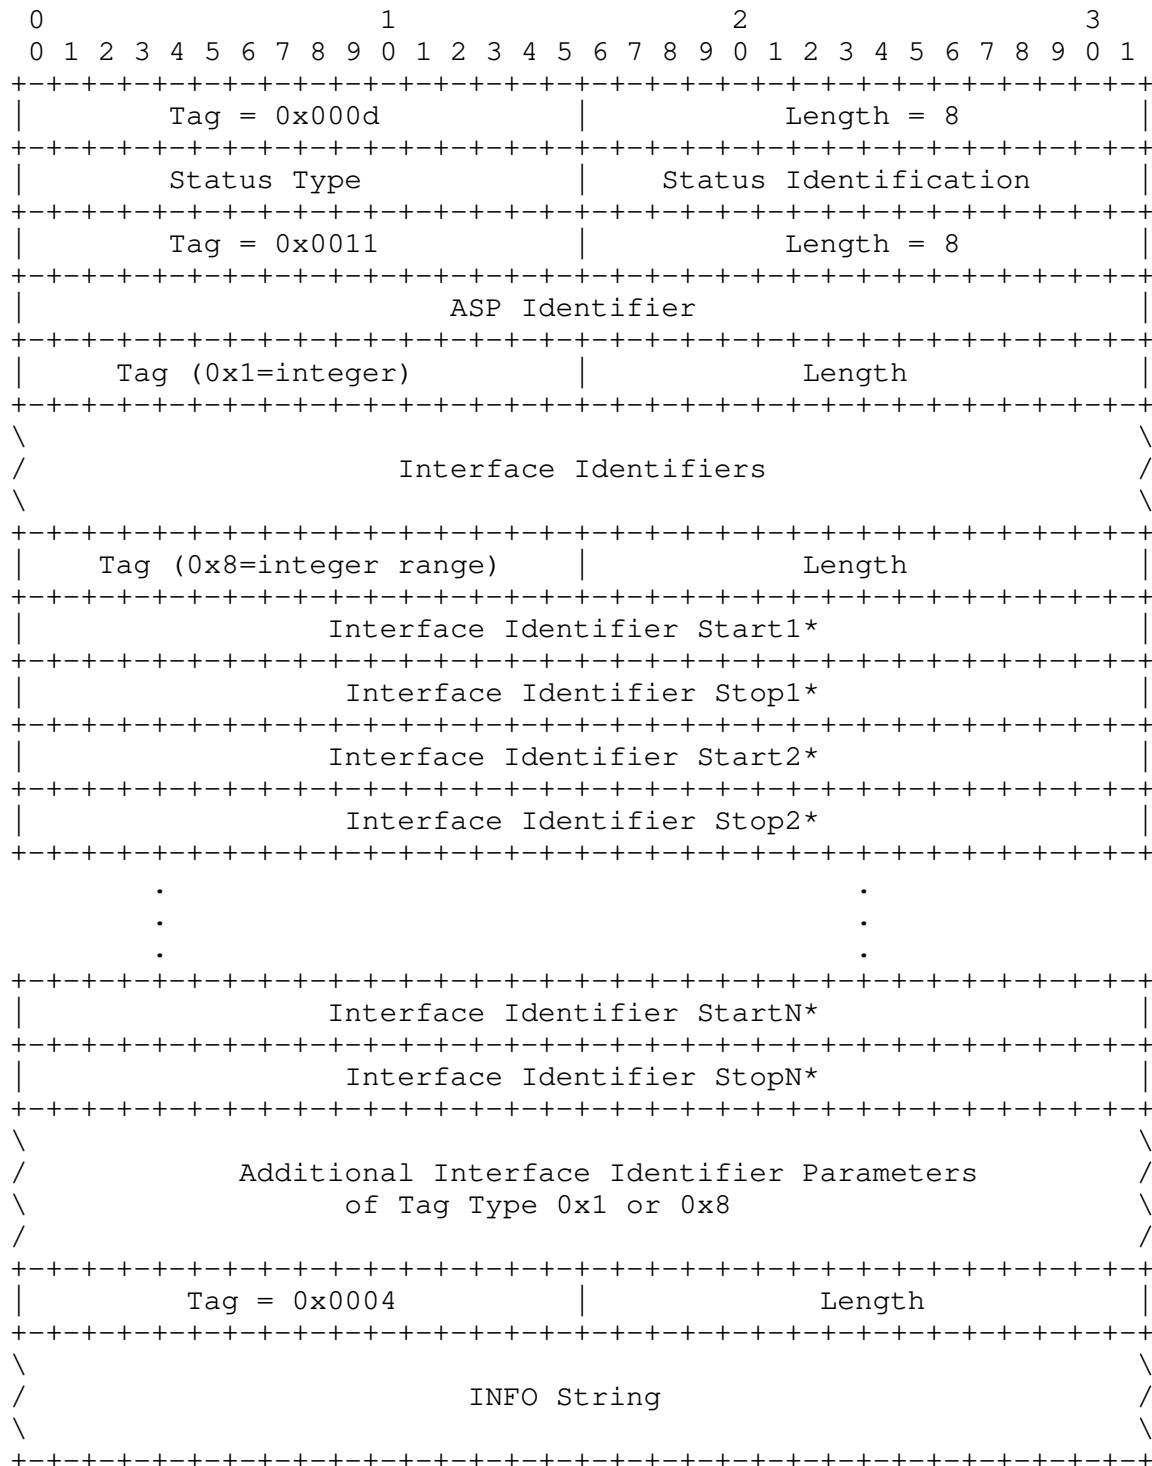 0                   1                   2                   3
 0 1 2 3 4 5 6 7 8 9 0 1 2 3 4 5 6 7 8 9 0 1 2 3 4 5 6 7 8 9 0 1
+-+-+-+-+-+-+-+-+-+-+-+-+-+-+-+-+-+-+-+-+-+-+-+-+-+-+-+-+-+-+-+-+
|        Tag = 0x000d           |           Length = 8          |
+-+-+-+-+-+-+-+-+-+-+-+-+-+-+-+-+-+-+-+-+-+-+-+-+-+-+-+-+-+-+-+-+
|        Status Type            |    Status Identification      |
+-+-+-+-+-+-+-+-+-+-+-+-+-+-+-+-+-+-+-+-+-+-+-+-+-+-+-+-+-+-+-+-+
|        Tag = 0x0011           |           Length = 8          |
+-+-+-+-+-+-+-+-+-+-+-+-+-+-+-+-+-+-+-+-+-+-+-+-+-+-+-+-+-+-+-+-+
|                        ASP Identifier                         |
+-+-+-+-+-+-+-+-+-+-+-+-+-+-+-+-+-+-+-+-+-+-+-+-+-+-+-+-+-+-+-+-+
|     Tag (0x1=integer)         |            Length             |
+-+-+-+-+-+-+-+-+-+-+-+-+-+-+-+-+-+-+-+-+-+-+-+-+-+-+-+-+-+-+-+-+
\                                                               \
/                     Interface Identifiers                     /
\                                                               \
+-+-+-+-+-+-+-+-+-+-+-+-+-+-+-+-+-+-+-+-+-+-+-+-+-+-+-+-+-+-+-+-+
|    Tag (0x8=integer range)    |            Length             |
+-+-+-+-+-+-+-+-+-+-+-+-+-+-+-+-+-+-+-+-+-+-+-+-+-+-+-+-+-+-+-+-+
|                 Interface Identifier Start1*                  |
+-+-+-+-+-+-+-+-+-+-+-+-+-+-+-+-+-+-+-+-+-+-+-+-+-+-+-+-+-+-+-+-+
|                  Interface Identifier Stop1*                  |
+-+-+-+-+-+-+-+-+-+-+-+-+-+-+-+-+-+-+-+-+-+-+-+-+-+-+-+-+-+-+-+-+
|                 Interface Identifier Start2*                  |
+-+-+-+-+-+-+-+-+-+-+-+-+-+-+-+-+-+-+-+-+-+-+-+-+-+-+-+-+-+-+-+-+
|                  Interface Identifier Stop2*                  |
+-+-+-+-+-+-+-+-+-+-+-+-+-+-+-+-+-+-+-+-+-+-+-+-+-+-+-+-+-+-+-+-+
        .                                       .
        .                                       .
        .                                       .
+-+-+-+-+-+-+-+-+-+-+-+-+-+-+-+-+-+-+-+-+-+-+-+-+-+-+-+-+-+-+-+-+
|                 Interface Identifier StartN*                  |
+-+-+-+-+-+-+-+-+-+-+-+-+-+-+-+-+-+-+-+-+-+-+-+-+-+-+-+-+-+-+-+-+
|                  Interface Identifier StopN*                  |
+-+-+-+-+-+-+-+-+-+-+-+-+-+-+-+-+-+-+-+-+-+-+-+-+-+-+-+-+-+-+-+-+
\                                                               \
/            Additional Interface Identifier Parameters         /
\                  of Tag Type 0x1 or 0x8                       \
/                                                               /
+-+-+-+-+-+-+-+-+-+-+-+-+-+-+-+-+-+-+-+-+-+-+-+-+-+-+-+-+-+-+-+-+
|         Tag = 0x0004          |             Length            |
+-+-+-+-+-+-+-+-+-+-+-+-+-+-+-+-+-+-+-+-+-+-+-+-+-+-+-+-+-+-+-+-+
\                                                               \
/                         INFO String                           /
\                                                               \
+-+-+-+-+-+-+-+-+-+-+-+-+-+-+-+-+-+-+-+-+-+-+-+-+-+-+-+-+-+-+-+-+